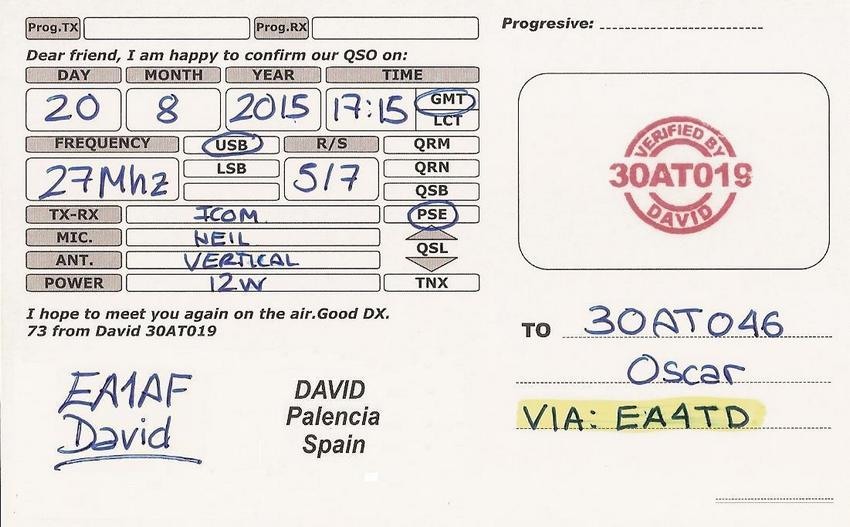 Prog.TX Prog.RX
Progresive:
Dear friend, I am happy to confirm our QSO on:
DAY MONTH YEAR TIME
20 8 2015 17:15 GMT
LCT
FREQUENCY USB R/S QRM
27Mhz LSB 5/7 QRN
QSB
TX-RX ICOM PSE
MIC. HEIL
QSL
ANT. VERTICAL
POWER 12W TNX
I hope to meet you again on the air.Good DX.
73 from David 30AT019
EA1AF
David
DAVID
Palencia
Spain
VERIFIED BY
30AT019
DAVID
TO 30AT046
Oscar
VIA: EA4TD